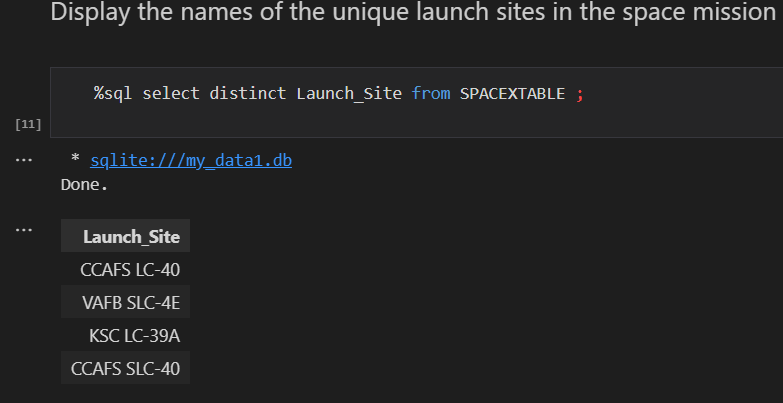 Display the names of the unique launch sites in the space mission
%sql select distinct Launch_Site from SPACEXTABLE ;
[11]
... * sqlite:///my_data1.db
Done.
...
Launch_Site
CCAFS LC-40
VAFB SLC-4E
KSC LC-39A
CCAFS SLC-40